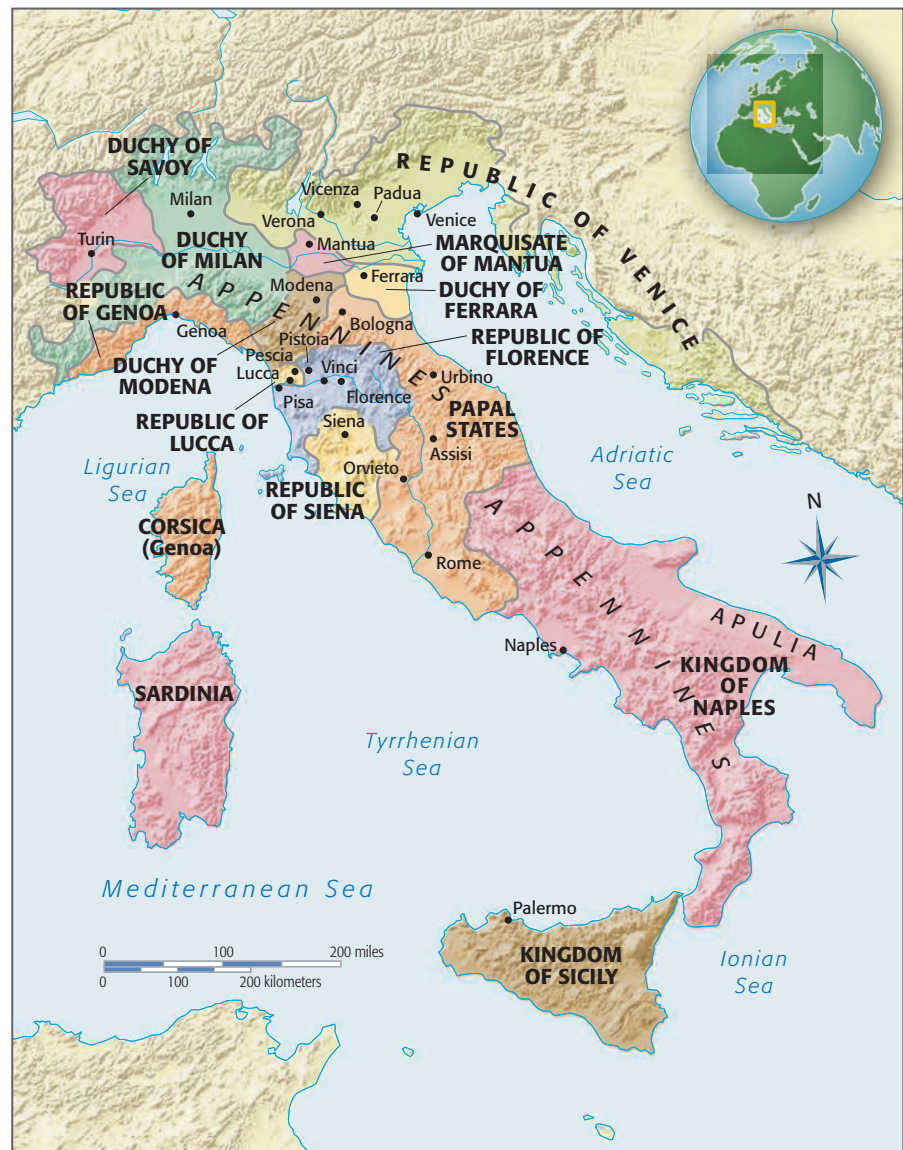 DUCHY OF
SAVOY
Milan
Turin
DUCHY
OF MILAN
REPUBLIC OF VENICE
Vicenza
Padua
Verona
Venice
Mantua
MARQUISATE
OF MANTUA
Ferrara
DUCHY OF
FERRARA
Modena
REPUBLIC
OF GENOA
Genoa
APPENNINES
Bologna
REPUBLIC OF
FLORENCE
Pistoia
Pescia
Vinci
Lucca
DUCHY OF
MODENA
Urbino
Florence
Pisa
REPUBLIC OF
LUCCA
PAPAL
STATES
Siena
Assisi
Adriatic
Sea
Ligurian
Sea
Orvieto
REPUBLIC
OF SIENA
N
CORSICA
(Genoa)
APPENNINES
Rome
APULIA
Naples
KINGDOM
OF
NAPLES
SARDINIA
Tyrrhenian
Sea
Mediterranean Sea
Palermo
KINGDOM
OF SICILY
Ionian
Sea
0 100 200 miles
0 100 200 kilometers